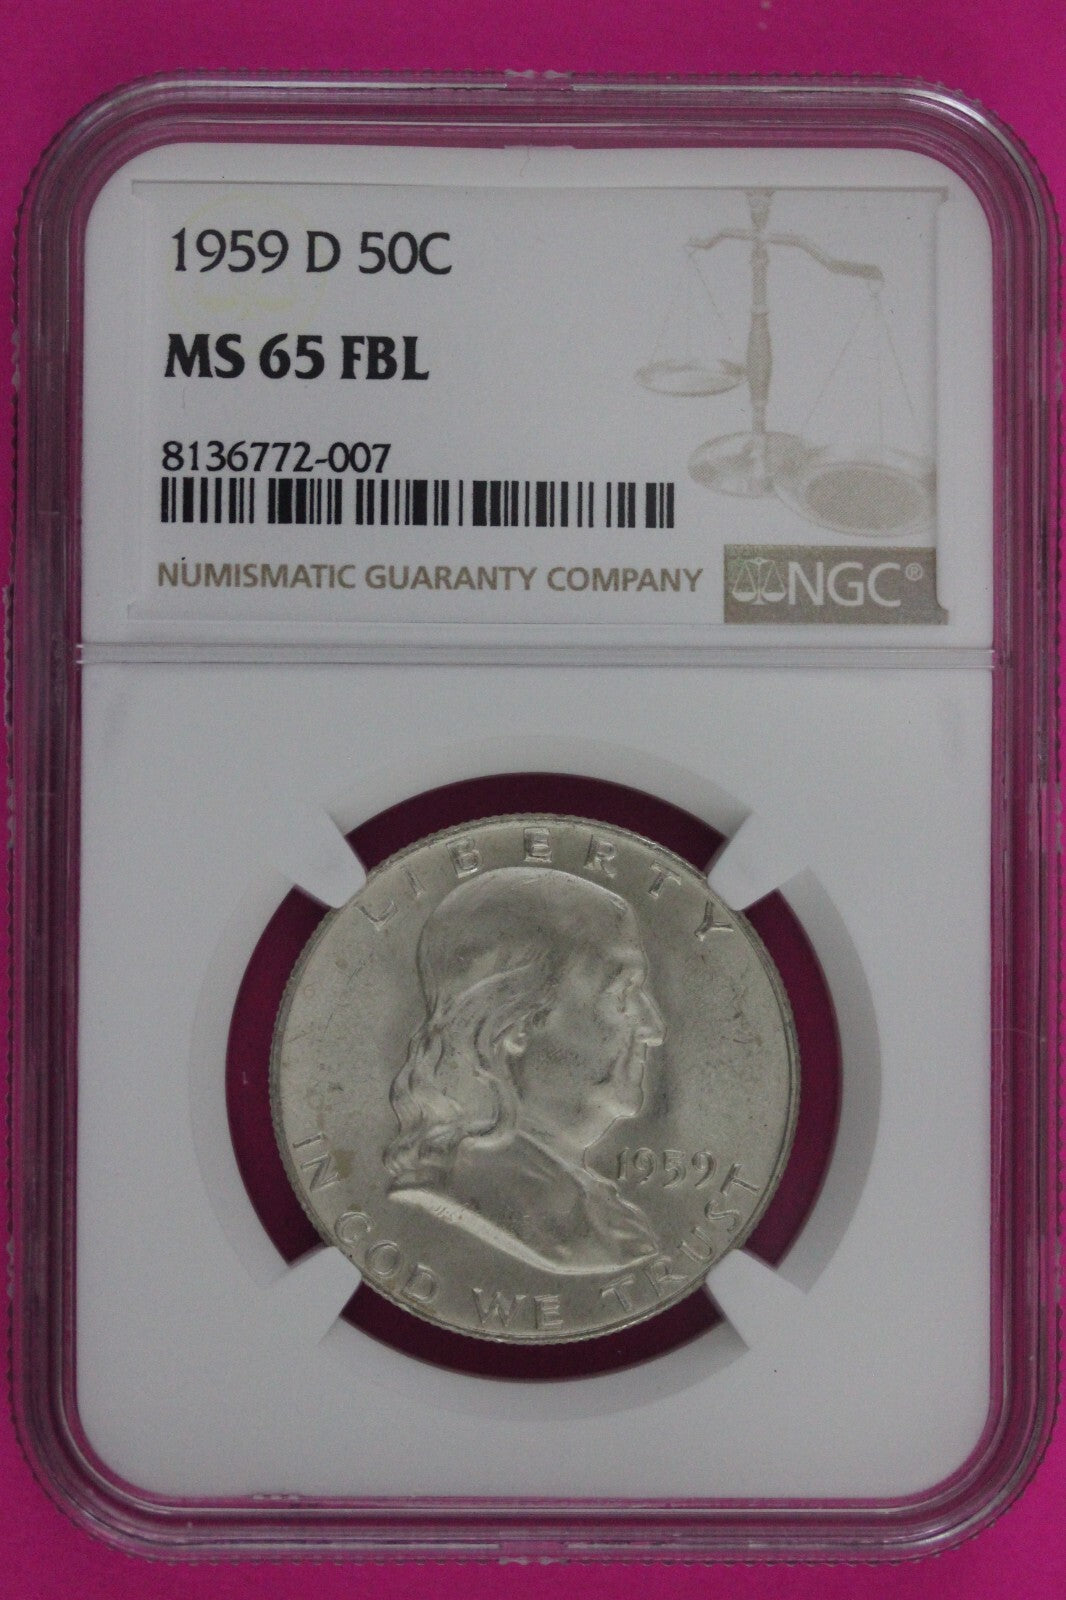 1959 D 50C
MS 65 FBL
8136772-007
NUMISMATIC GUARANTY COMPANY
NGC®
LIBERTY
1959
IN GOD WE TRUST